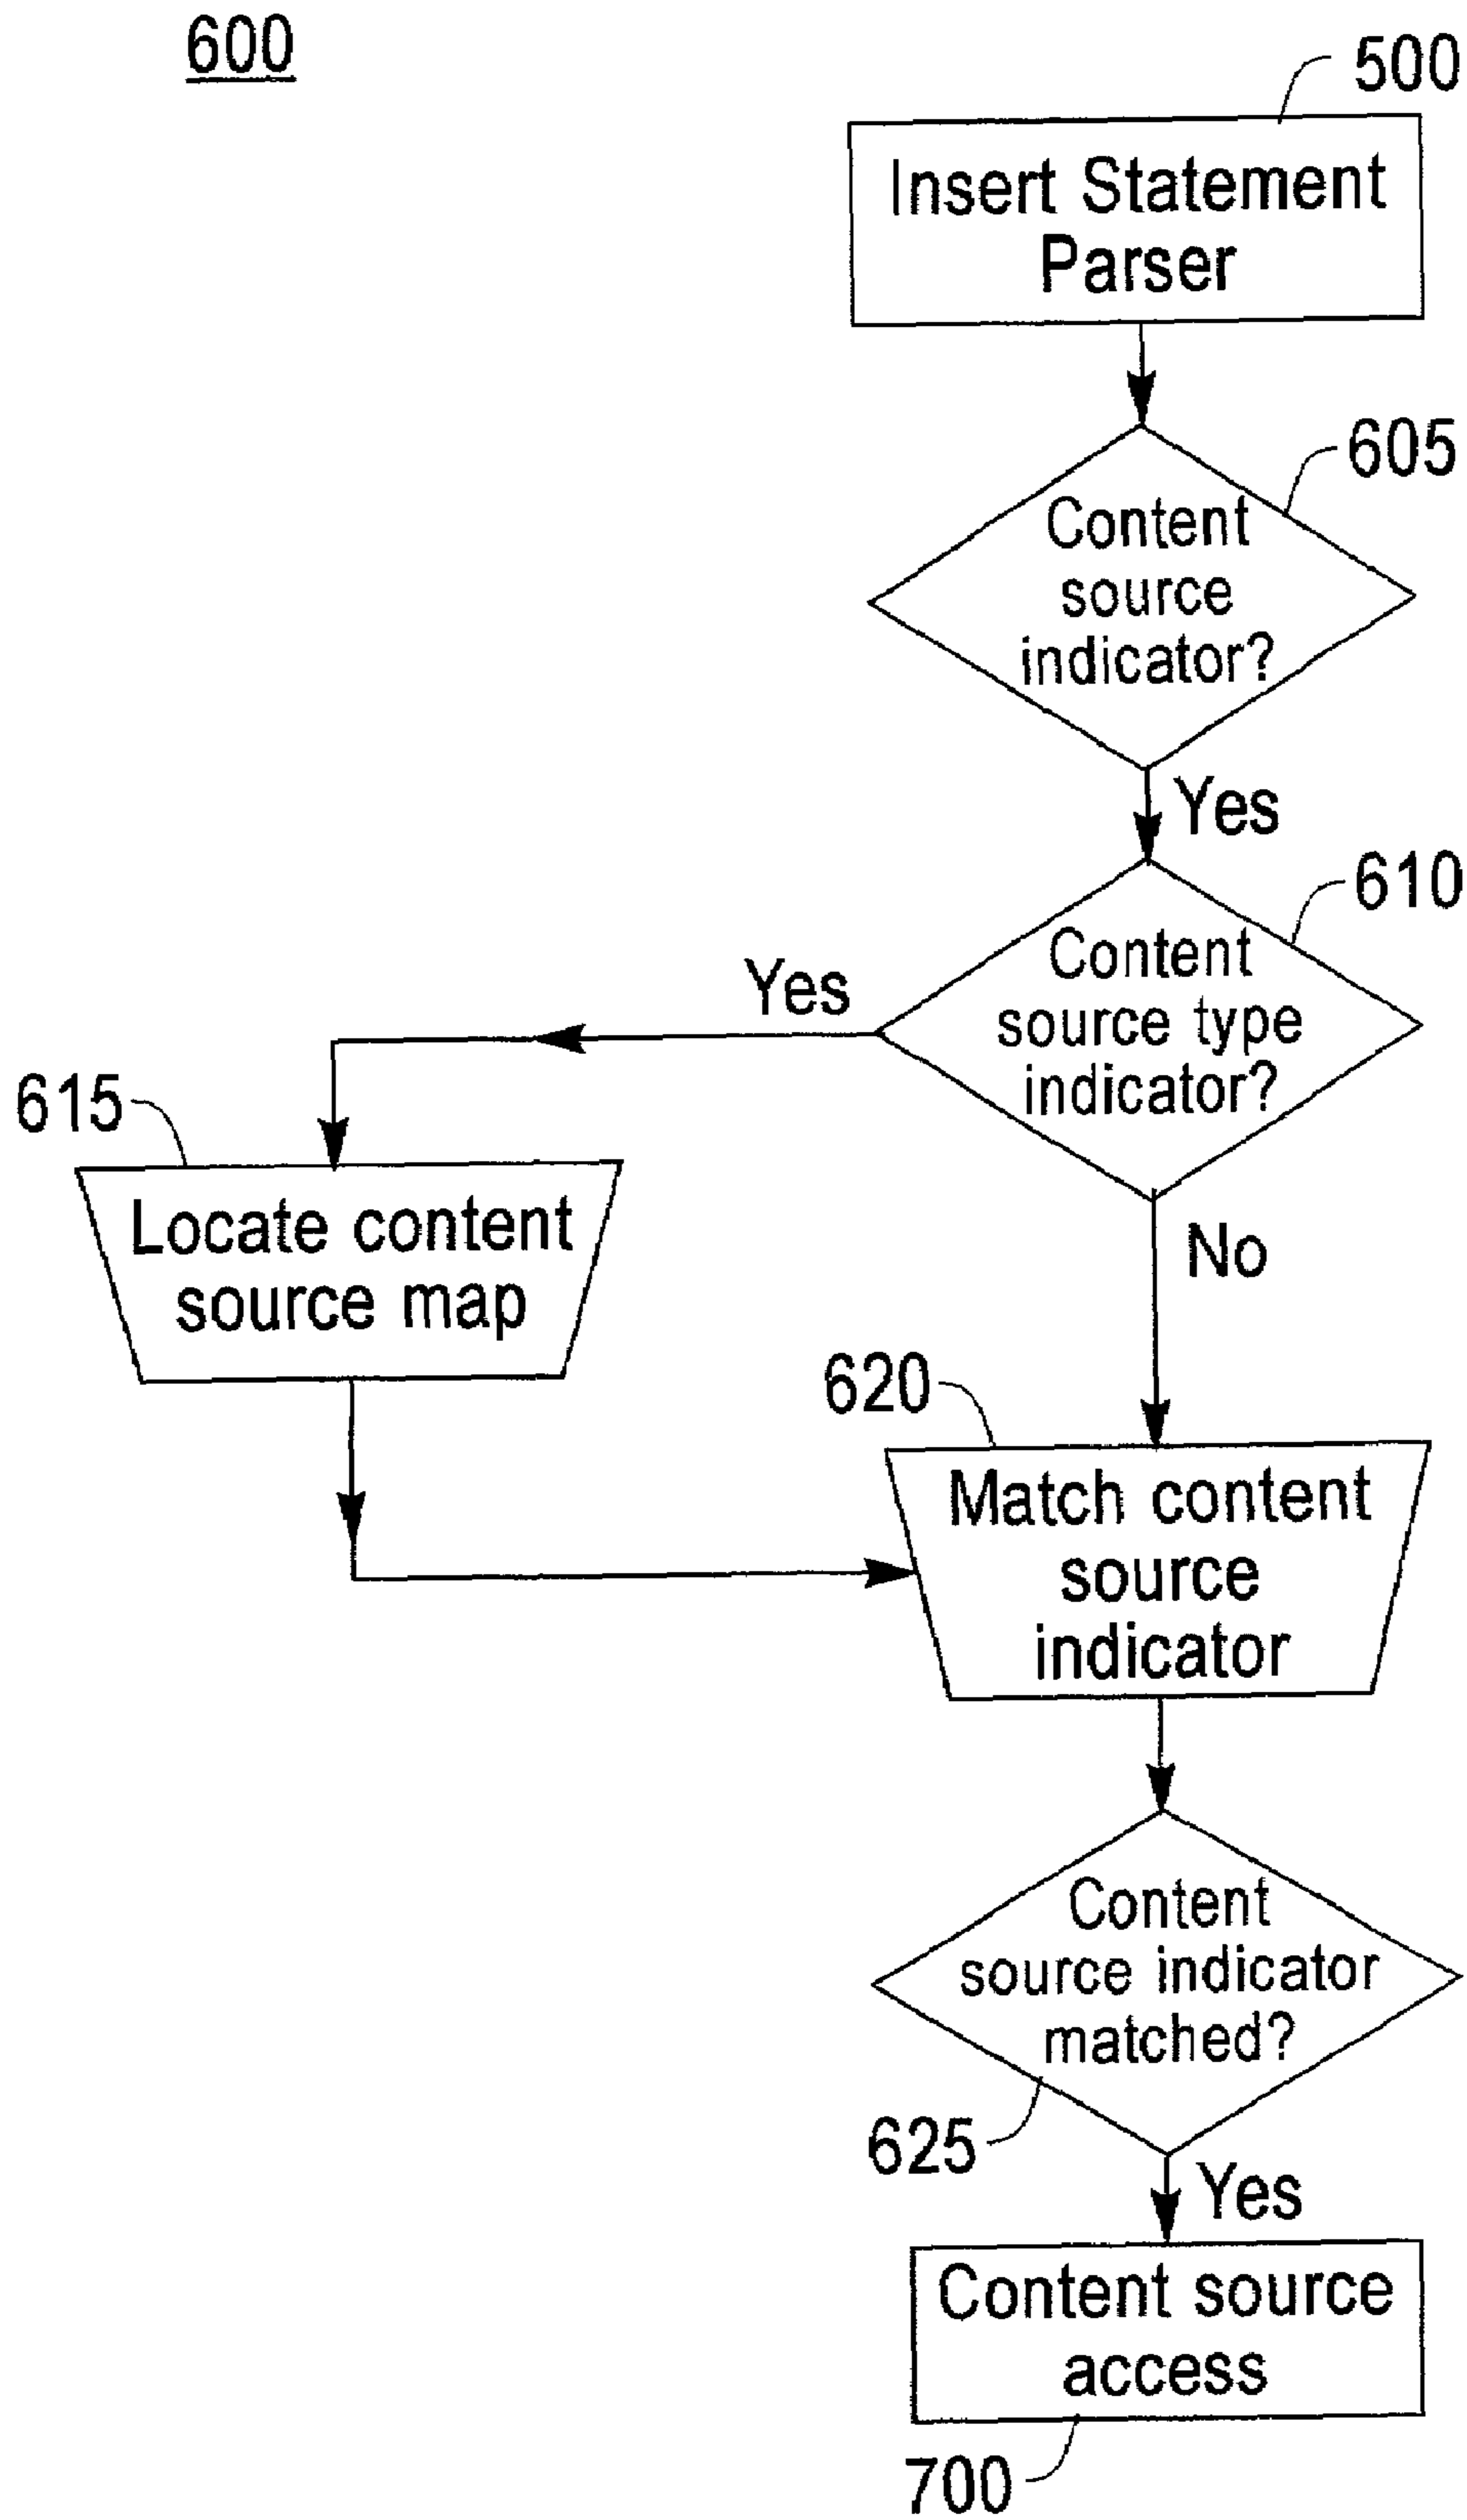 600
500
Insert Statement
Parser
605
Content
source
indicator?
Yes
610
Content
source type
indicator?
Yes
615
Locate content
source map
No
620
Match content
source
indicator
Content
source indicator
matched?
625
Yes
Content source
access
700